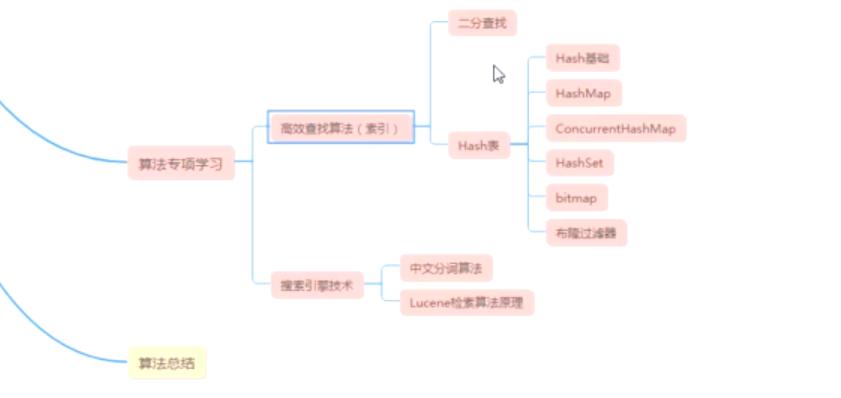 二分查找
Hash基础
HashMap
高效查找算法（索引）
ConcurrentHashMap
Hash表
算法专项学习
HashSet
bitmap
布隆过滤器
中文分词算法
搜索引擎技术
Lucene检索算法原理
算法总结